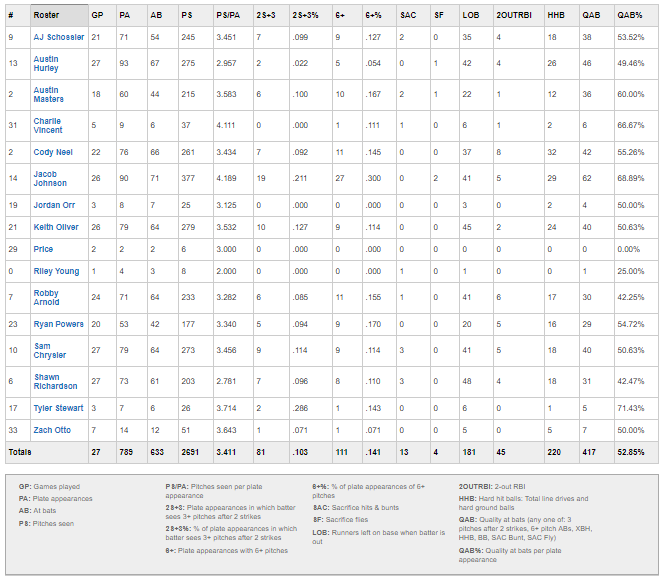 # Roster GP PA AB PS PS/PA 2S+3 2S+3% 6+ 6+% SAC SF LOB 2OUTRBI HHB QAB QAB%
9 AJ Schossler 21 71 54 245 3.451 7 .099 9 .127 2 0 35 4 18 38 53.52%
13 Austin Hurley 27 93 67 275 2.957 2 .022 5 .054 0 1 42 4 26 46 49.46%
2 Austin Masters 18 60 44 215 3.583 6 .100 10 .167 2 1 22 1 12 36 60.00%
31 Charlie Vincent 5 9 6 37 4.111 0 0.000 1 .111 1 0 6 1 2 6 66.67%
2 Cody Neel 22 76 66 261 3.434 7 .092 11 .145 0 0 37 8 32 42 55.26%
14 Jacob Johnson 26 90 71 377 4.189 19 .211 27 .300 0 2 41 5 29 62 68.89%
19 Jordan Orr 3 8 7 25 3.125 0 0.000 0 0.000 0 0 3 0 2 4 50.00%
21 Keith Oliver 26 79 64 279 3.532 10 .127 9 .114 0 0 45 2 24 40 50.63%
29 Price 2 2 2 6 3.000 0 0.000 0 0.000 0 0 0 0 0 0 0.00%
0 Riley Young 1 4 3 8 2.000 0 0.000 0 0.000 1 0 1 0 0 1 25.00%
7 Robby Arnold 24 71 64 233 3.282 6 .085 11 .155 1 0 41 6 17 30 42.25%
23 Ryan Powers 20 53 42 177 3.340 5 .094 9 .170 0 0 20 5 16 29 54.72%
10 Sam Chrysler 27 79 64 273 3.456 9 .114 9 .114 3 0 41 5 18 40 50.63%
6 Shawn Richardson 27 73 61 203 2.781 7 .096 8 .110 3 0 48 4 18 31 42.47%
17 Tyler Stewart 3 7 6 26 3.714 2 .286 1 .143 0 0 6 0 1 5 71.43%
33 Zach Otto 7 14 12 51 3.643 1 .071 1 .071 0 0 5 0 5 7 50.00%
Totals 27 789 633 2691 3.411 81 .103 111 .141 13 4 181 45 220 417 52.85%
GP: Games played
PA: Plate appearances
AB: At bats
PS: Pitches seen
PS/PA: Pitches seen per plate
appearance
2S+3: Plate appearances in which batter
sees 3+ pitches after 2 strikes
2S+3%: % of plate appearances in which
batter sees 3+ pitches after 2 strikes
6+: Plate appearances with 6+ pitches
6+%: % of plate appearances of 6+
pitches
SAC: Sacrifice hits & bunts
SF: Sacrifice flies
LOB: Runners left on base when batter is
out
2OUTRBI: 2-out RBI
HHB: Hard hit balls: Total line drives and
hard ground balls
QAB: Quality at bats (any one of: 3
pitches after 2 strikes, 6+ pitch ABs, XBH,
HHB, BB, SAC Bunt, SAC Fly)
QAB%: Quality at bats per plate
appearance